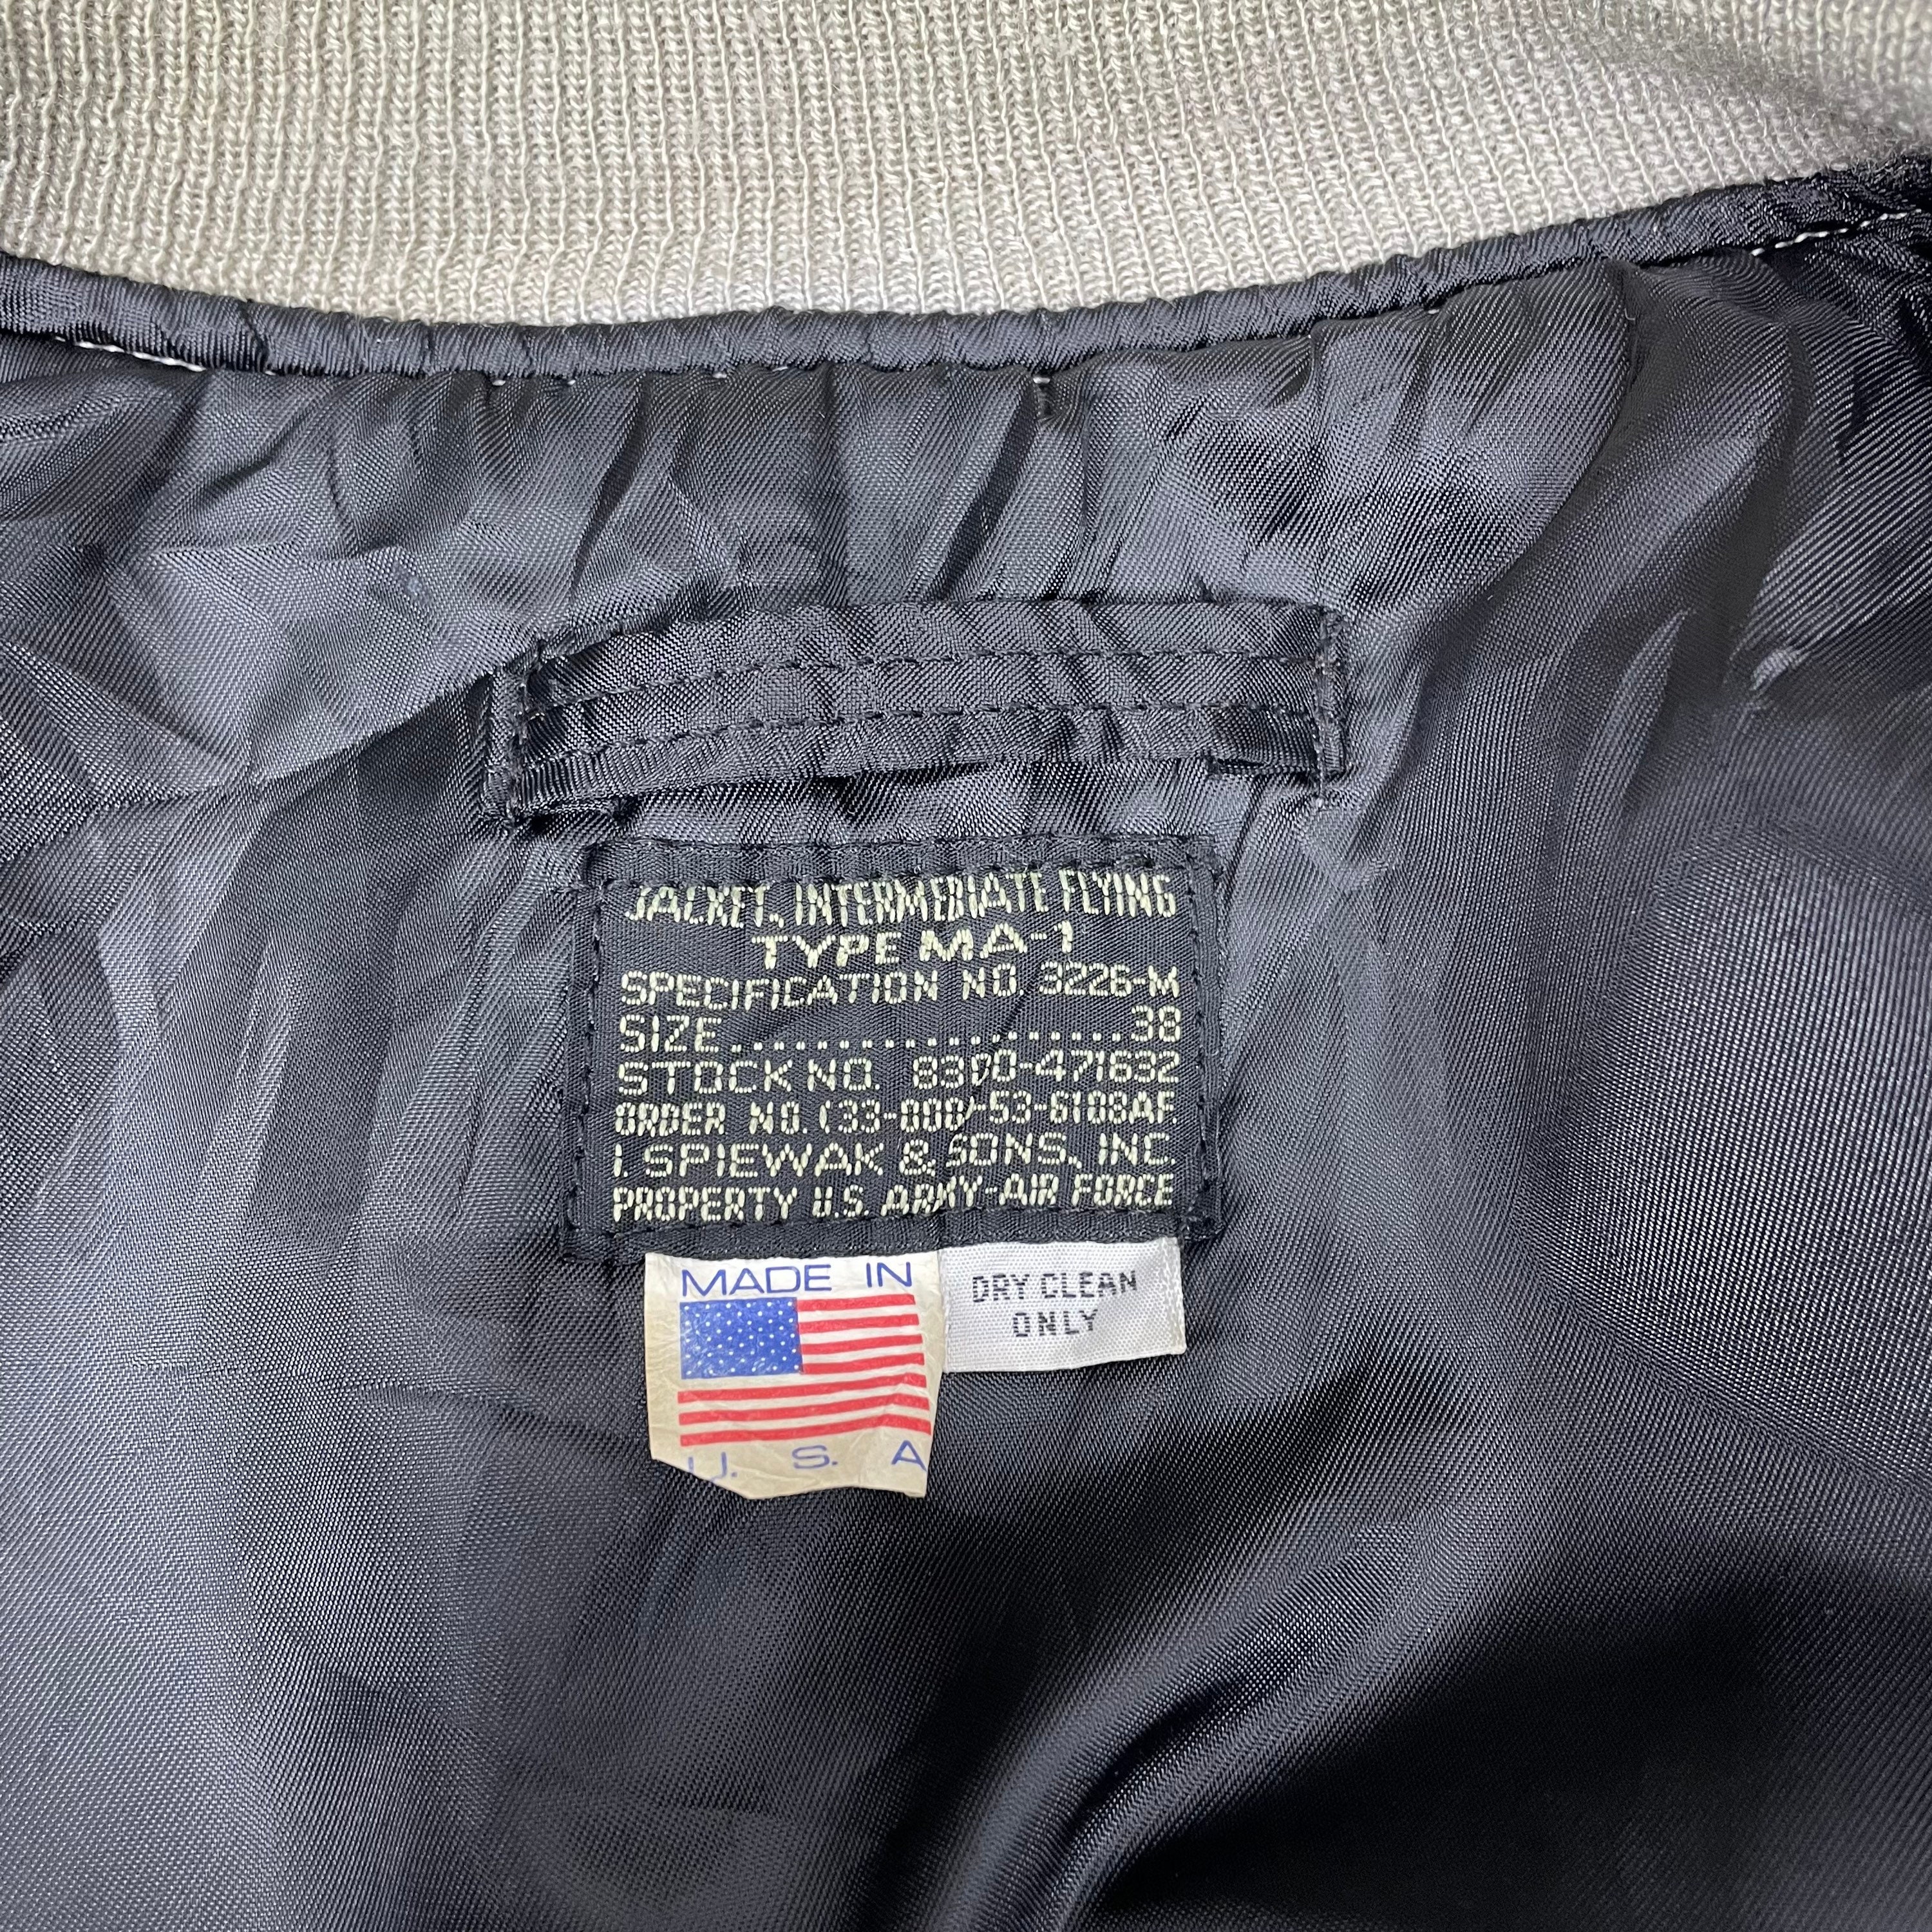 JACKET, INTERMEDIATE FLYING
TYPE MA-1
SPECIFICATION NO. 3226-M
SIZE....................38
STOCK NO. 8300-471632
ORDER NO. (33-000)-53-6108AF.
I. SPIEWAK & SONS, INC.
PROPERTY U.S. ARMY-AIR FORCE
MADE IN
U. S. A
DRY CLEAN
ONLY